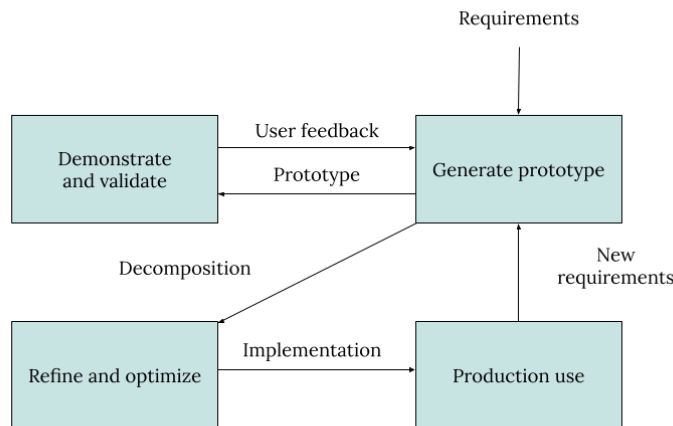 Requirements
User feedback
Demonstrate
and validate
Prototype
Generate prototype
Decomposition
New
requirements
Refine and optimize
Implementation
Production use